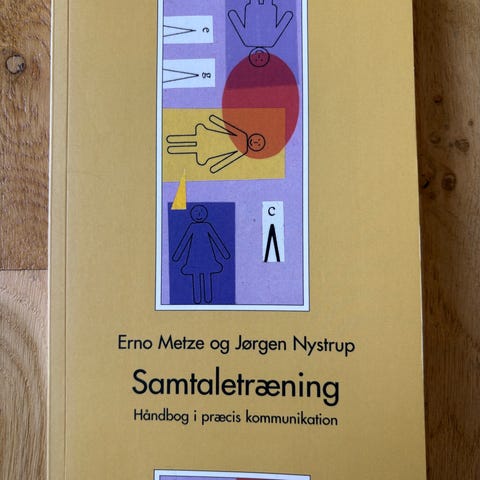 e
g
c
Erno Metze og Jørgen Nystrup
Samtaletræning
Håndbog i præcis kommunikation